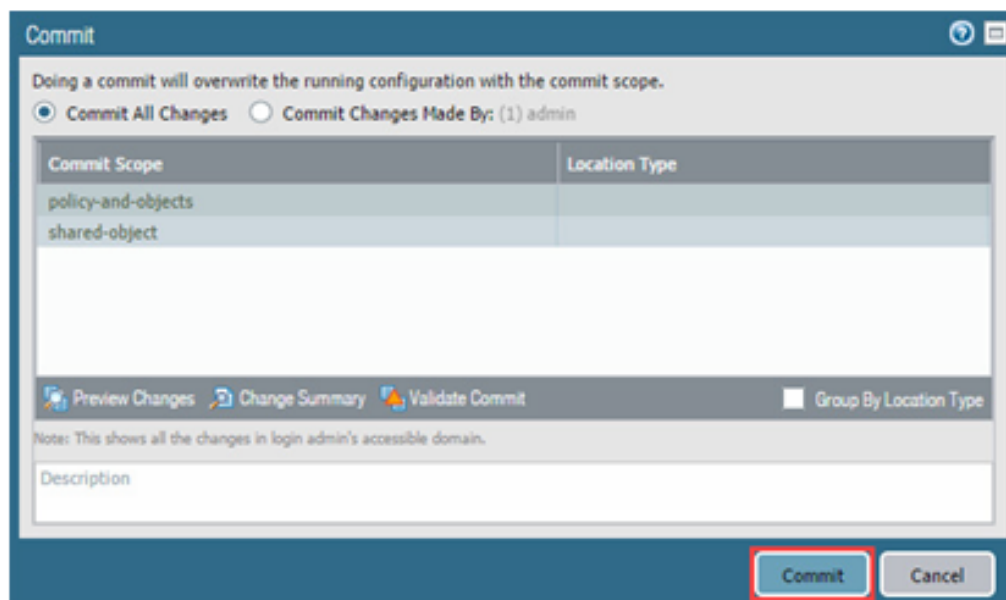 Commit
Doing a commit will overwrite the running configuration with the commit scope.
Commit All Changes Commit Changes Made By: (1) admin
Commit Scope Location Type
policy-and-objects
shared-object
Preview Changes Change Summary Validate Commit Group By Location Type
Note: This shows all the changes in login admin's accessible domain.
Description
Commit Cancel